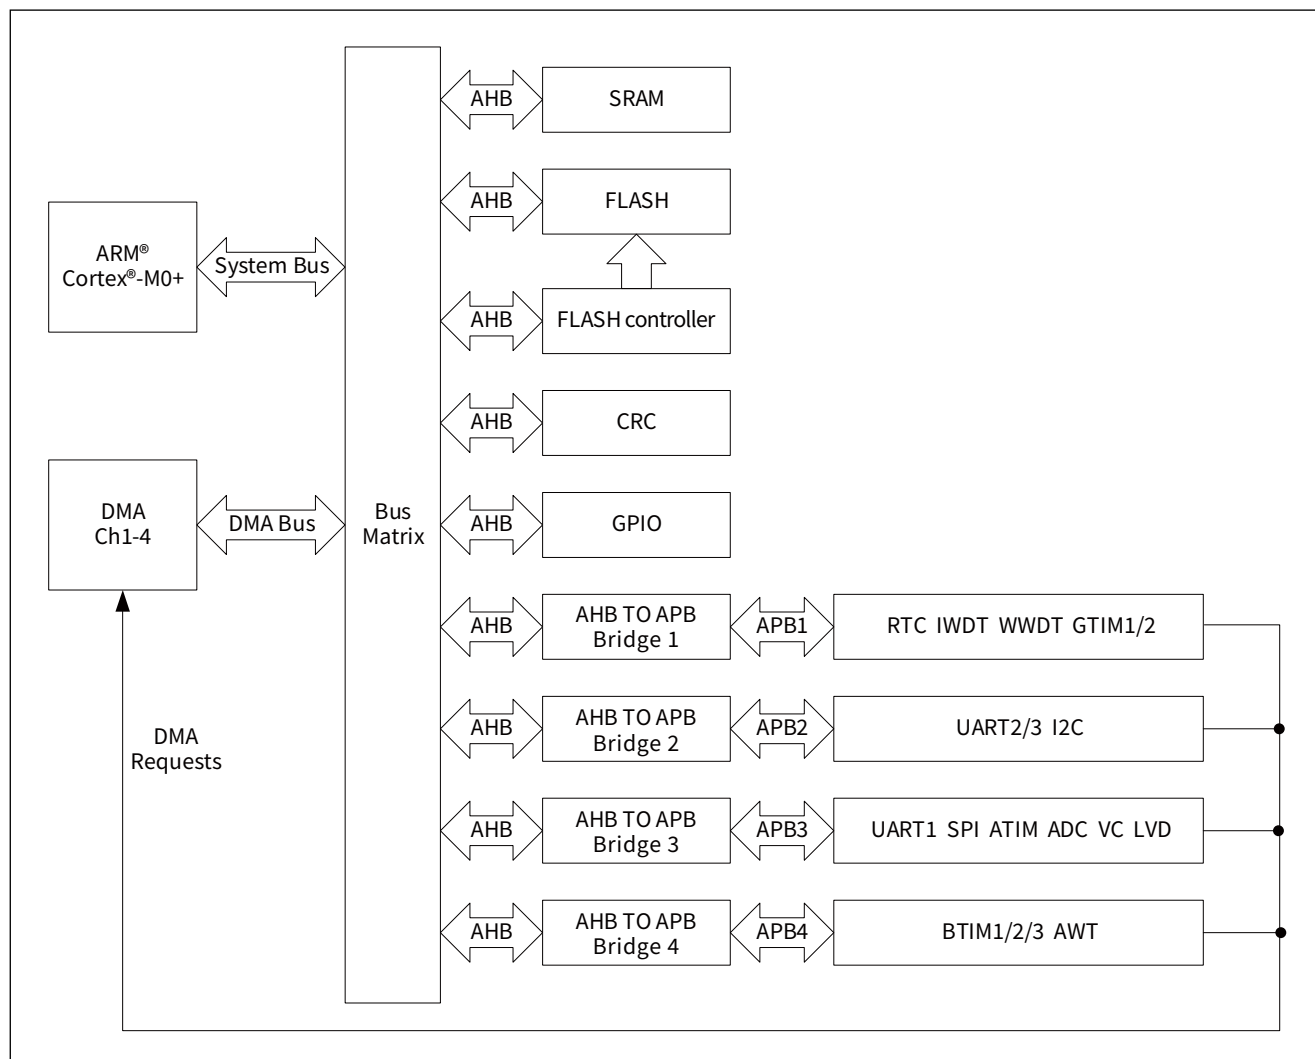 AHB
SRAM
AHB
FLASH
ARM®
Cortex®-M0+
System Bus
AHB
FLASH controller
AHB
CRC
DMA
Ch1-4
DMA Bus
Bus
Matrix
AHB
GPIO
AHB
AHB TO APB
Bridge 1
APB1
RTC IWDT WWDT GTIM1/2
AHB
AHB TO APB
Bridge 2
APB2
UART2/3 I2C
DMA
Requests
AHB
AHB TO APB
Bridge 3
APB3
UART1 SPI ATIM ADC VC LVD
AHB
AHB TO APB
Bridge 4
APB4
BTIM1/2/3 AWT